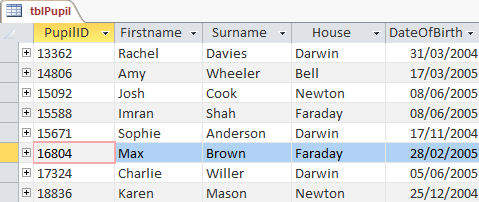 tblPupil
PupilID Firstname Surname House DateOfBirth
13362 Rachel Davies Darwin 31/03/2004
14806 Amy Wheeler Bell 17/03/2005
15092 Josh Cook Newton 08/06/2005
15588 Imran Shah Faraday 08/06/2005
15671 Sophie Anderson Darwin 17/11/2004
16804 Max Brown Faraday 28/02/2005
17324 Charlie Willer Darwin 05/06/2005
18836 Karen Mason Newton 25/12/2004